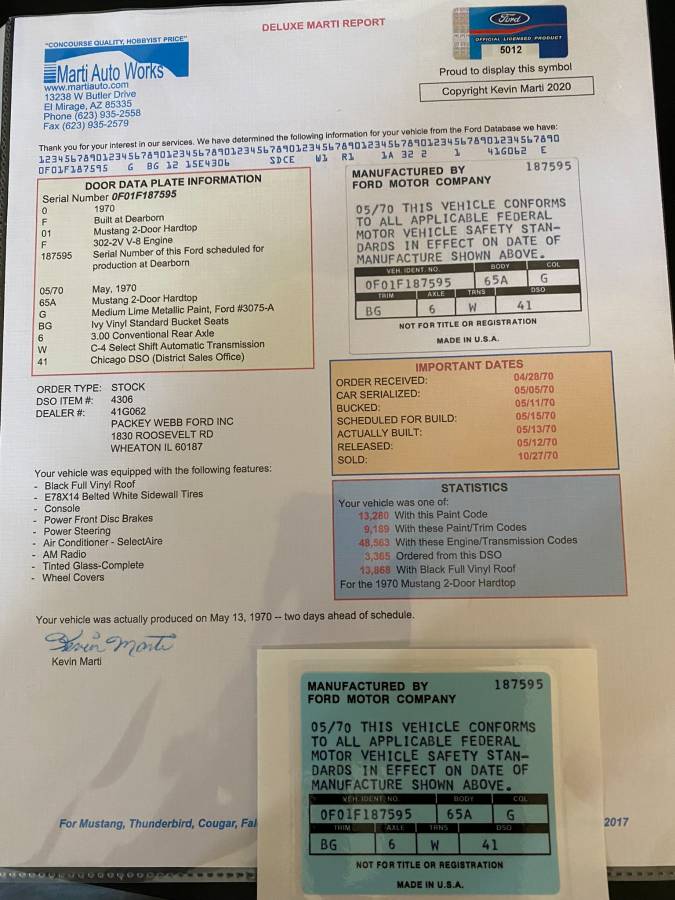 DELUXE MARTI REPORT
"CONCOURSE QUALITY, HOBBYIST PRICE"
Marti Auto Works
www.martiauto.com
13238 W Butler Drive
El Mirage, AZ 85335
Phone (623) 935-2558
Fax (623) 935-2579
Ford
OFFICIAL LICENSED PRODUCT
5012
Proud to display this symbol
Copyright Kevin Marti 2020
Thank you for your interest in our services. We have determined the following information for your vehicle from the Ford Database we have:
12345678901234567890123456789012345678901234567890123456789012345678901234567890
0F01F187595 G BG 12 15E4306 SDCE W1 R1 1A 32 2 1 41G062 E
DOOR DATA PLATE INFORMATION
Serial Number 0F01F187595
0 1970
F Built at Dearborn
01 Mustang 2-Door Hardtop
F 302-2V V-8 Engine
187595 Serial Number of this Ford scheduled for
production at Dearborn
05/70 May, 1970
65A Mustang 2-Door Hardtop
G Medium Lime Metallic Paint, Ford #3075-A
BG Ivy Vinyl Standard Bucket Seats
6 3.00 Conventional Rear Axle
W C-4 Select Shift Automatic Transmission
41 Chicago DSO (District Sales Office)
MANUFACTURED BY 187595
FORD MOTOR COMPANY
05/70 THIS VEHICLE CONFORMS
TO ALL APPLICABLE FEDERAL
MOTOR VEHICLE SAFETY STAN-
DARDS IN EFFECT ON DATE OF
MANUFACTURE SHOWN ABOVE.
VEH. IDENT. NO. BODY COL
0F01F187595 65A G
TRIM AXLE TRNS DSO
BG 6 W 41
NOT FOR TITLE OR REGISTRATION
MADE IN U.S.A.
ORDER TYPE: STOCK
DSO ITEM #: 4306
DEALER #: 41G062
PACKEY WEBB FORD INC
1830 ROOSEVELT RD
WHEATON IL 60187
IMPORTANT DATES
ORDER RECEIVED: 04/28/70
CAR SERIALIZED: 05/05/70
BUCKED: 05/11/70
SCHEDULED FOR BUILD: 05/15/70
ACTUALLY BUILT: 05/13/70
RELEASED: 05/12/70
SOLD: 10/27/70
Your vehicle was equipped with the following features:
- Black Full Vinyl Roof
- E78X14 Belted White Sidewall Tires
- Console
- Power Front Disc Brakes
- Power Steering
- Air Conditioner - SelectAire
- AM Radio
- Tinted Glass-Complete
- Wheel Covers
STATISTICS
Your vehicle was one of:
13,280 With this Paint Code
9,189 With these Paint/Trim Codes
48,563 With these Engine/Transmission Codes
3,365 Ordered from this DSO
13,868 With Black Full Vinyl Roof
For the 1970 Mustang 2-Door Hardtop
Your vehicle was actually produced on May 13, 1970 -- two days ahead of schedule.
Kevin Marti
Kevin Marti
MANUFACTURED BY 187595
FORD MOTOR COMPANY
05/70 THIS VEHICLE CONFORMS
TO ALL APPLICABLE FEDERAL
MOTOR VEHICLE SAFETY STAN-
DARDS IN EFFECT ON DATE OF
MANUFACTURE SHOWN ABOVE.
VEH. IDENT. NO. BODY COL
0F01F187595 65A G
TRIM AXLE TRNS DSO
BG 6 W 41
NOT FOR TITLE OR REGISTRATION
MADE IN U.S.A.
For Mustang, Thunderbird, Cougar, Fal 2017